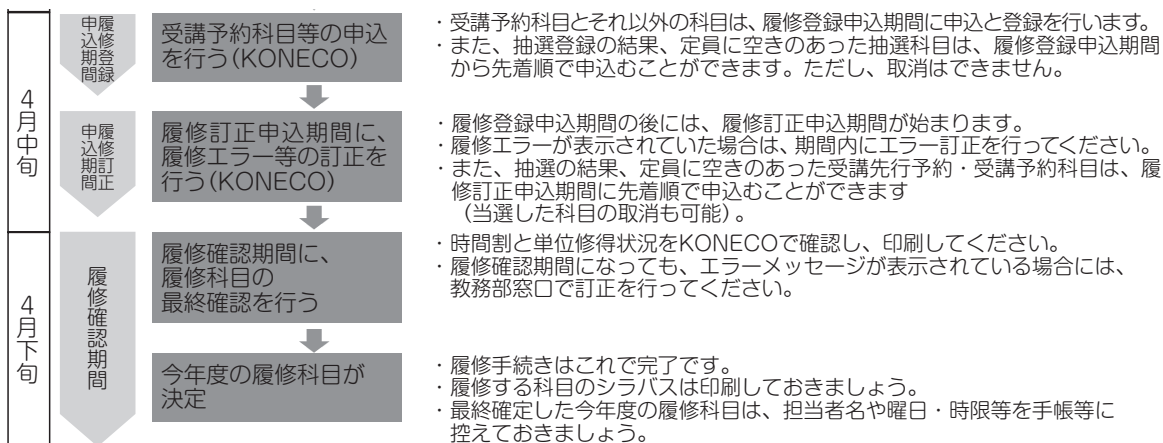 4月中旬
履修登録
申込期間
受講予約科目等の申込
を行う(KONECO)
・受講予約科目とそれ以外の科目は、履修登録申込期間に申込と登録を行います。
・また、抽選登録の結果、定員に空きのあった抽選科目は、履修登録申込期間
から先着順で申込むことができます。ただし、取消はできません。
履修訂正
申込期間
履修訂正申込期間に、
履修エラー等の訂正を
行う(KONECO)
・履修登録申込期間の後には、履修訂正申込期間が始まります。
・履修エラーが表示されていた場合は、期間内にエラー訂正を行ってください。
・また、抽選の結果、定員に空きのあった受講先行予約・受講予約科目は、履
修訂正申込期間に先着順で申込むことができます
(当選した科目の取消も可能)。
4月下旬
履修確認期間
履修確認期間に、
履修科目の
最終確認を行う
・時間割と単位修得状況をKONECOで確認し、印刷してください。
・履修確認期間になっても、エラーメッセージが表示されている場合には、
教務部窓口で訂正を行ってください。
今年度の履修科目が
決定
・履修手続きはこれで完了です。
・履修する科目のシラバスは印刷しておきましょう。
・最終確定した今年度の履修科目は、担当者名や曜日・時限等を手帳等に
控えておきましょう。